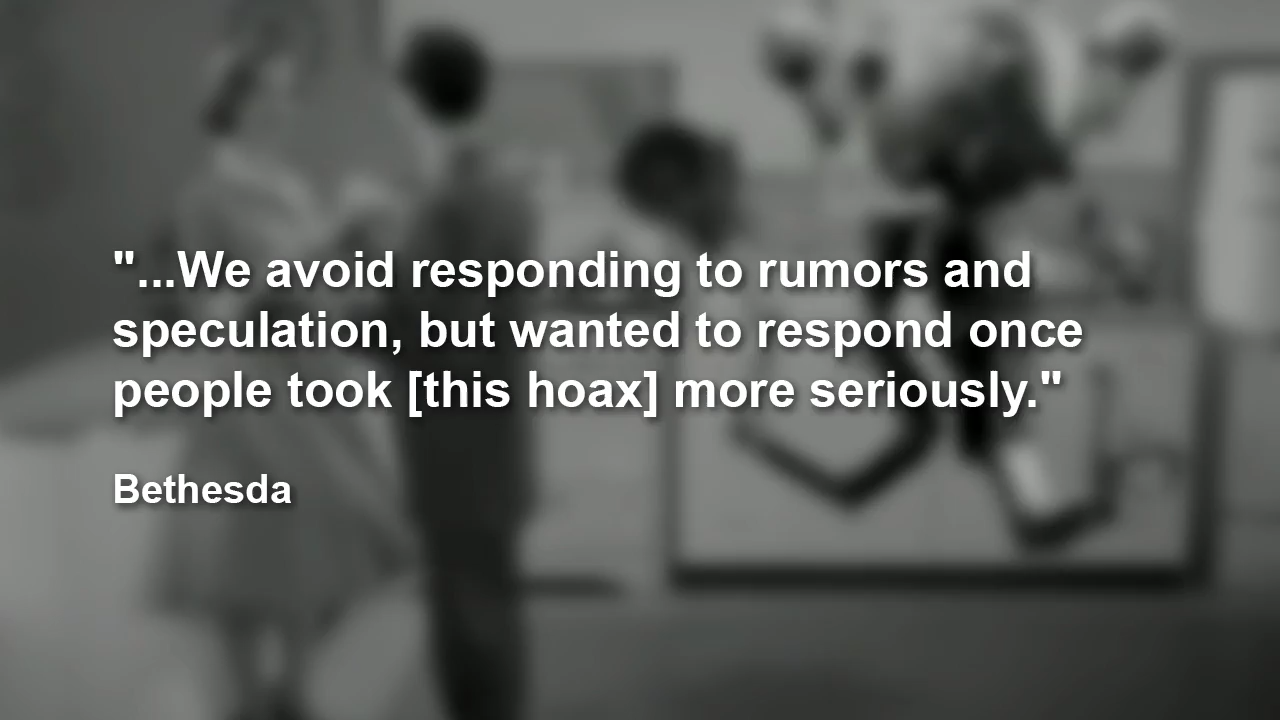 "...We avoid responding to rumors and
speculation, but wanted to respond once
people took [this hoax] more seriously."
Bethesda